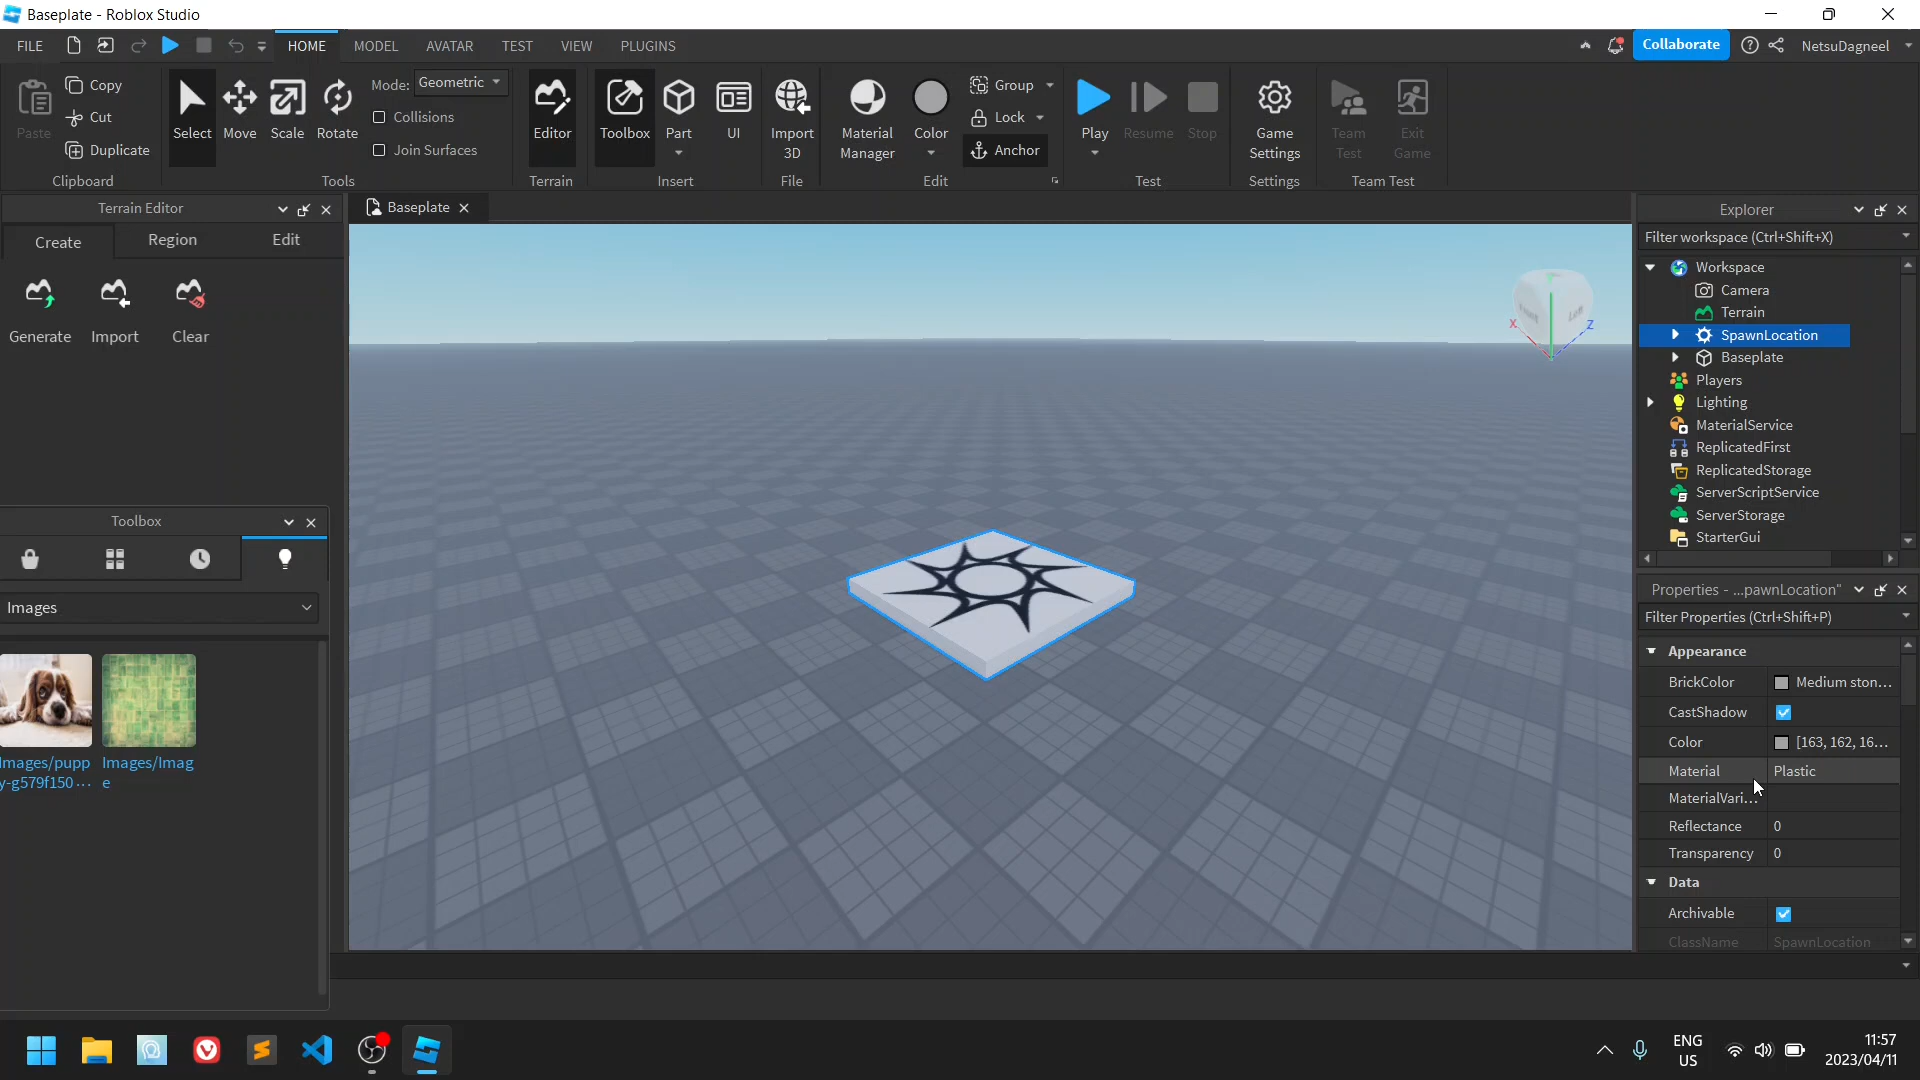 Baseplate - Roblox Studio
FILE HOME MODEL AVATAR TEST VIEW PLUGINS Collaborate NetsuDagneel
Paste Copy Cut Duplicate
Clipboard
Select Move Scale Rotate Mode: Geometric
Collisions
Join Surfaces
Tools
Editor
Terrain
Toolbox Part UI
Insert
Import
3D
File
Material
Manager
Color
Group
Lock
Anchor
Edit
Play Resume Stop
Test
Game
Settings
Settings
Team
Test
Exit
Game
Team Test
Terrain Editor
Create Region Edit
Generate Import Clear
Toolbox
Images
Images/pupp
y-g579f150...
Images/Imag
e
Baseplate
X
Z
Explorer
Filter workspace (Ctrl+Shift+X)
Workspace
Camera
Terrain
SpawnLocation
Baseplate
Players
Lighting
MaterialService
ReplicatedFirst
ReplicatedStorage
ServerScriptService
ServerStorage
StarterGui
Properties - ...pawnLocation"
Filter Properties (Ctrl+Shift+P)
Appearance
BrickColor Medium ston...
CastShadow
Color [163, 162, 16...
Material Plastic
MaterialVari...
Reflectance 0
Transparency 0
Data
Archivable
ClassName SpawnLocation
ENG
US
11:57
2023/04/11